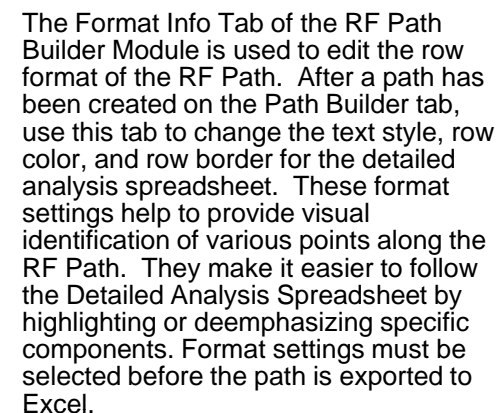 The Format Info Tab of the RF Path
Builder Module is used to edit the row
format of the RF Path.  After a path has
been created on the Path Builder tab,
use this tab to change the text style, row
color, and row border for the detailed
analysis spreadsheet.  These format
settings help to provide visual
identification of various points along the
RF Path.  They make it easier to follow
the Detailed Analysis Spreadsheet by
highlighting or deemphasizing specific
components. Format settings must be
selected before the path is exported to
Excel.